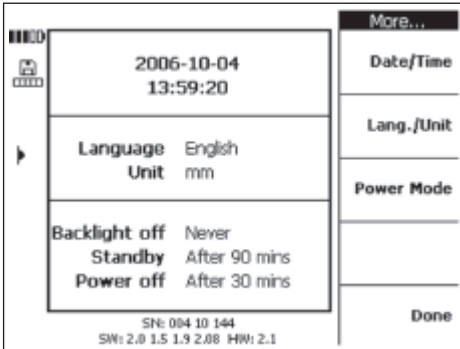 More...
2006-10-04
13:59:20
Date/Time
Language English
Unit mm
Lang./Unit
Power Mode
Backlight off Never
Standby After 90 mins
Power off After 30 mins
Done
SN: 004 10 144
SW: 2.0 1.5 1.9 2.08 HW: 2.1